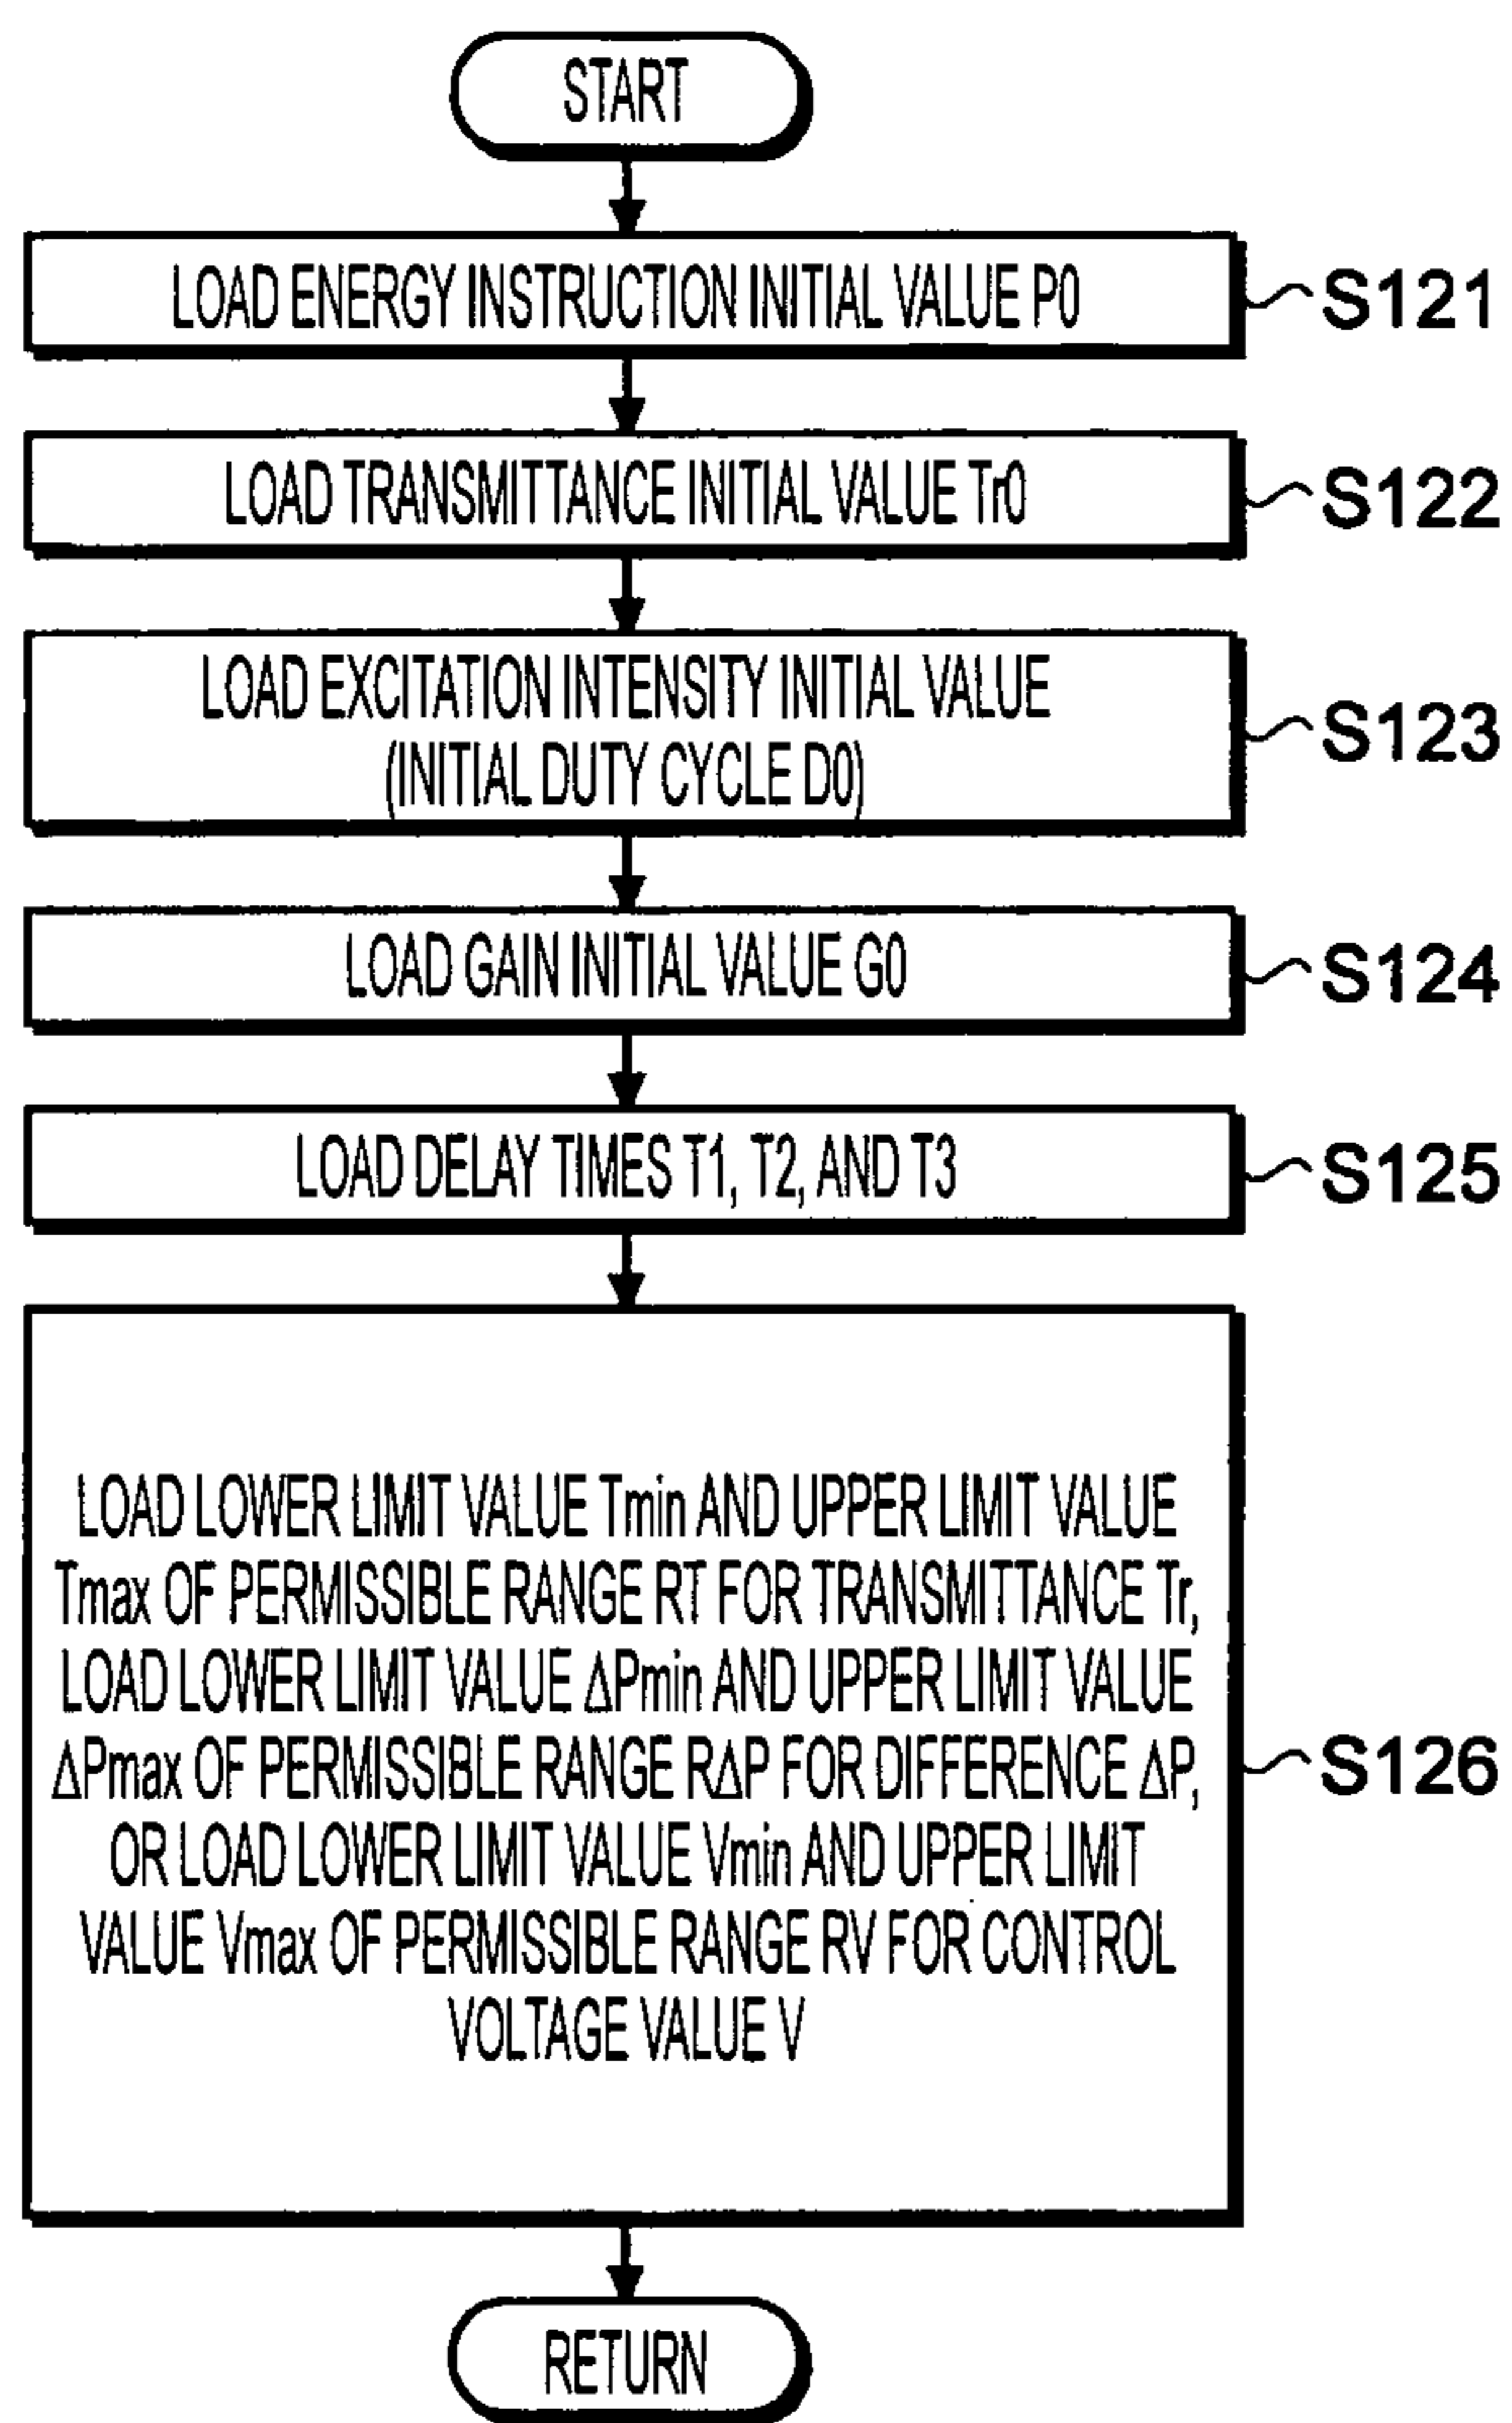 START
LOAD ENERGY INSTRUCTION INITIAL VALUE P0
S121
LOAD TRANSMITTANCE INITIAL VALUE Tr0
S122
LOAD EXCITATION INTENSITY INITIAL VALUE
(INITIAL DUTY CYCLE D0)
S123
LOAD GAIN INITIAL VALUE G0
S124
LOAD DELAY TIMES T1, T2, AND T3
S125
LOAD LOWER LIMIT VALUE Tmin AND UPPER LIMIT VALUE
Tmax OF PERMISSIBLE RANGE RT FOR TRANSMITTANCE Tr,
LOAD LOWER LIMIT VALUE ΔPmin AND UPPER LIMIT VALUE
ΔPmax OF PERMISSIBLE RANGE RΔP FOR DIFFERENCE ΔP,
OR LOAD LOWER LIMIT VALUE Vmin AND UPPER LIMIT
VALUE Vmax OF PERMISSIBLE RANGE RV FOR CONTROL
VOLTAGE VALUE V
S126
RETURN